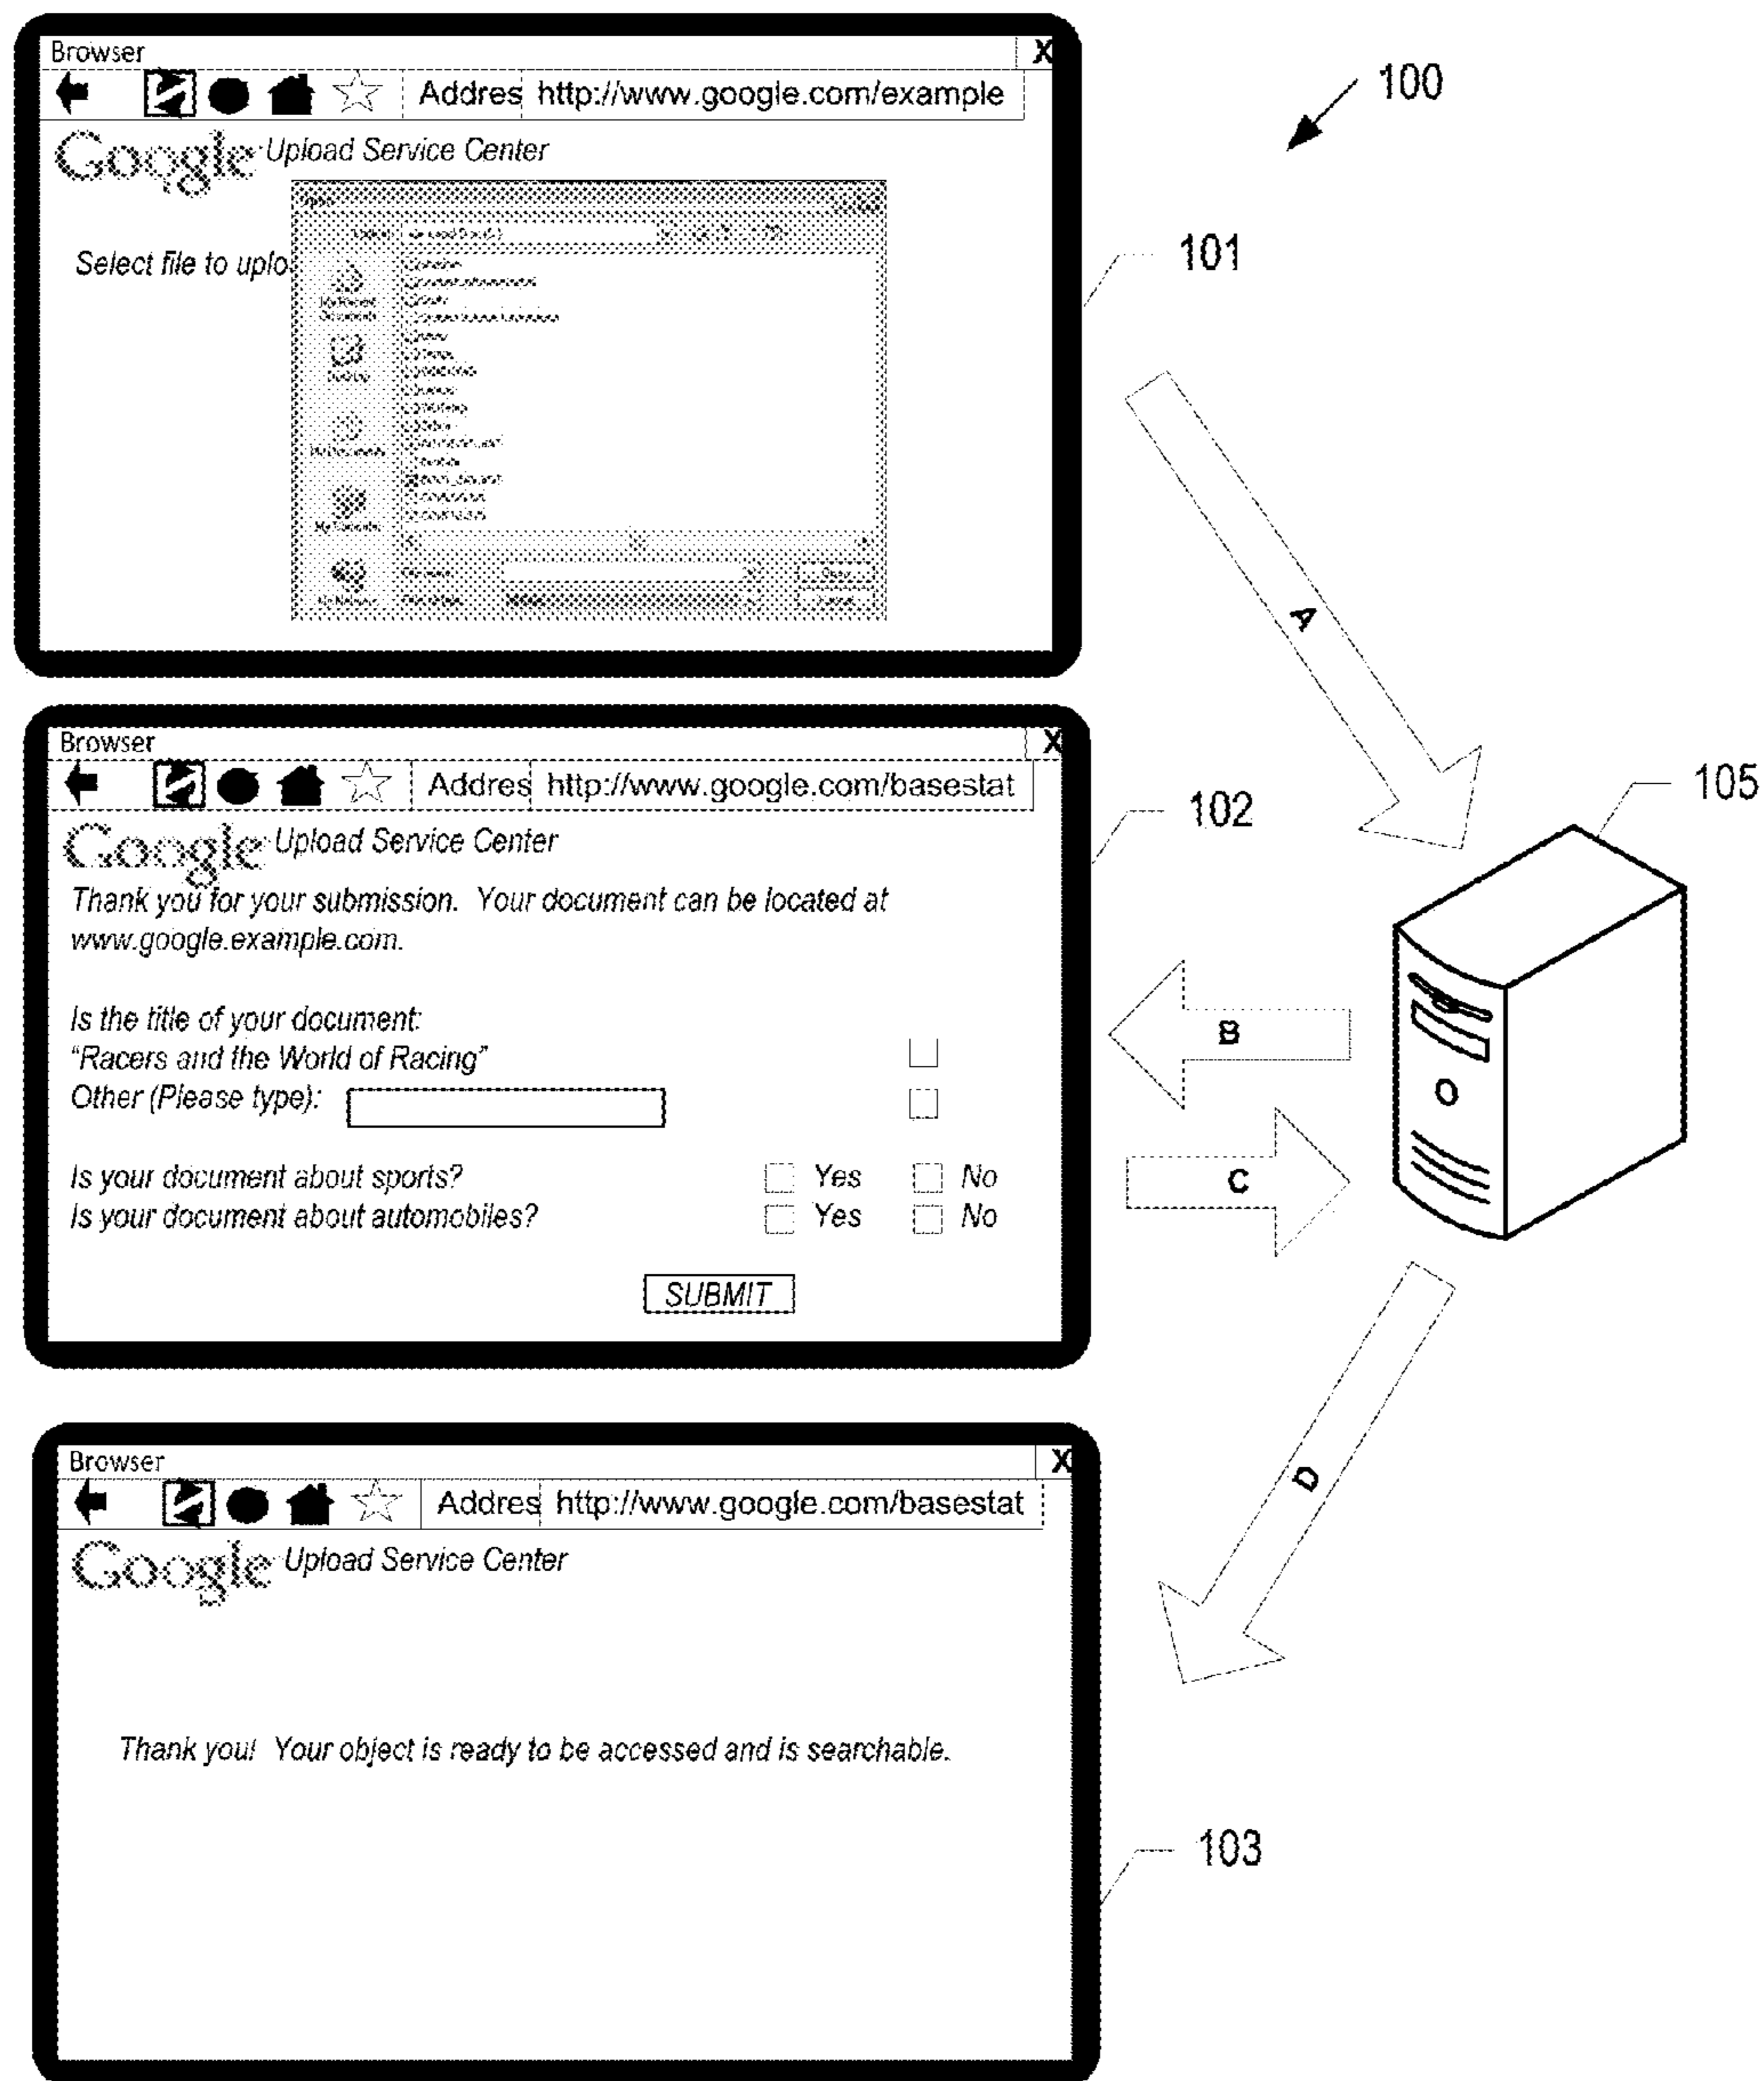 Browser X
Addres http://www.google.com/example
Google Upload Service Center
Select file to uplo
100
101
A
Browser X
Addres http://www.google.com/basestat
Google Upload Service Center
Thank you for your submission. Your document can be located at
www.google.example.com.
Is the title of your document:
"Racers and the World of Racing"
Other (Please type):
Is your document about sports? Yes No
Is your document about automobiles? Yes No
SUBMIT
102
105
B
C
D
Browser X
Addres http://www.google.com/basestat
Google Upload Service Center
Thank you! Your object is ready to be accessed and is searchable.
103